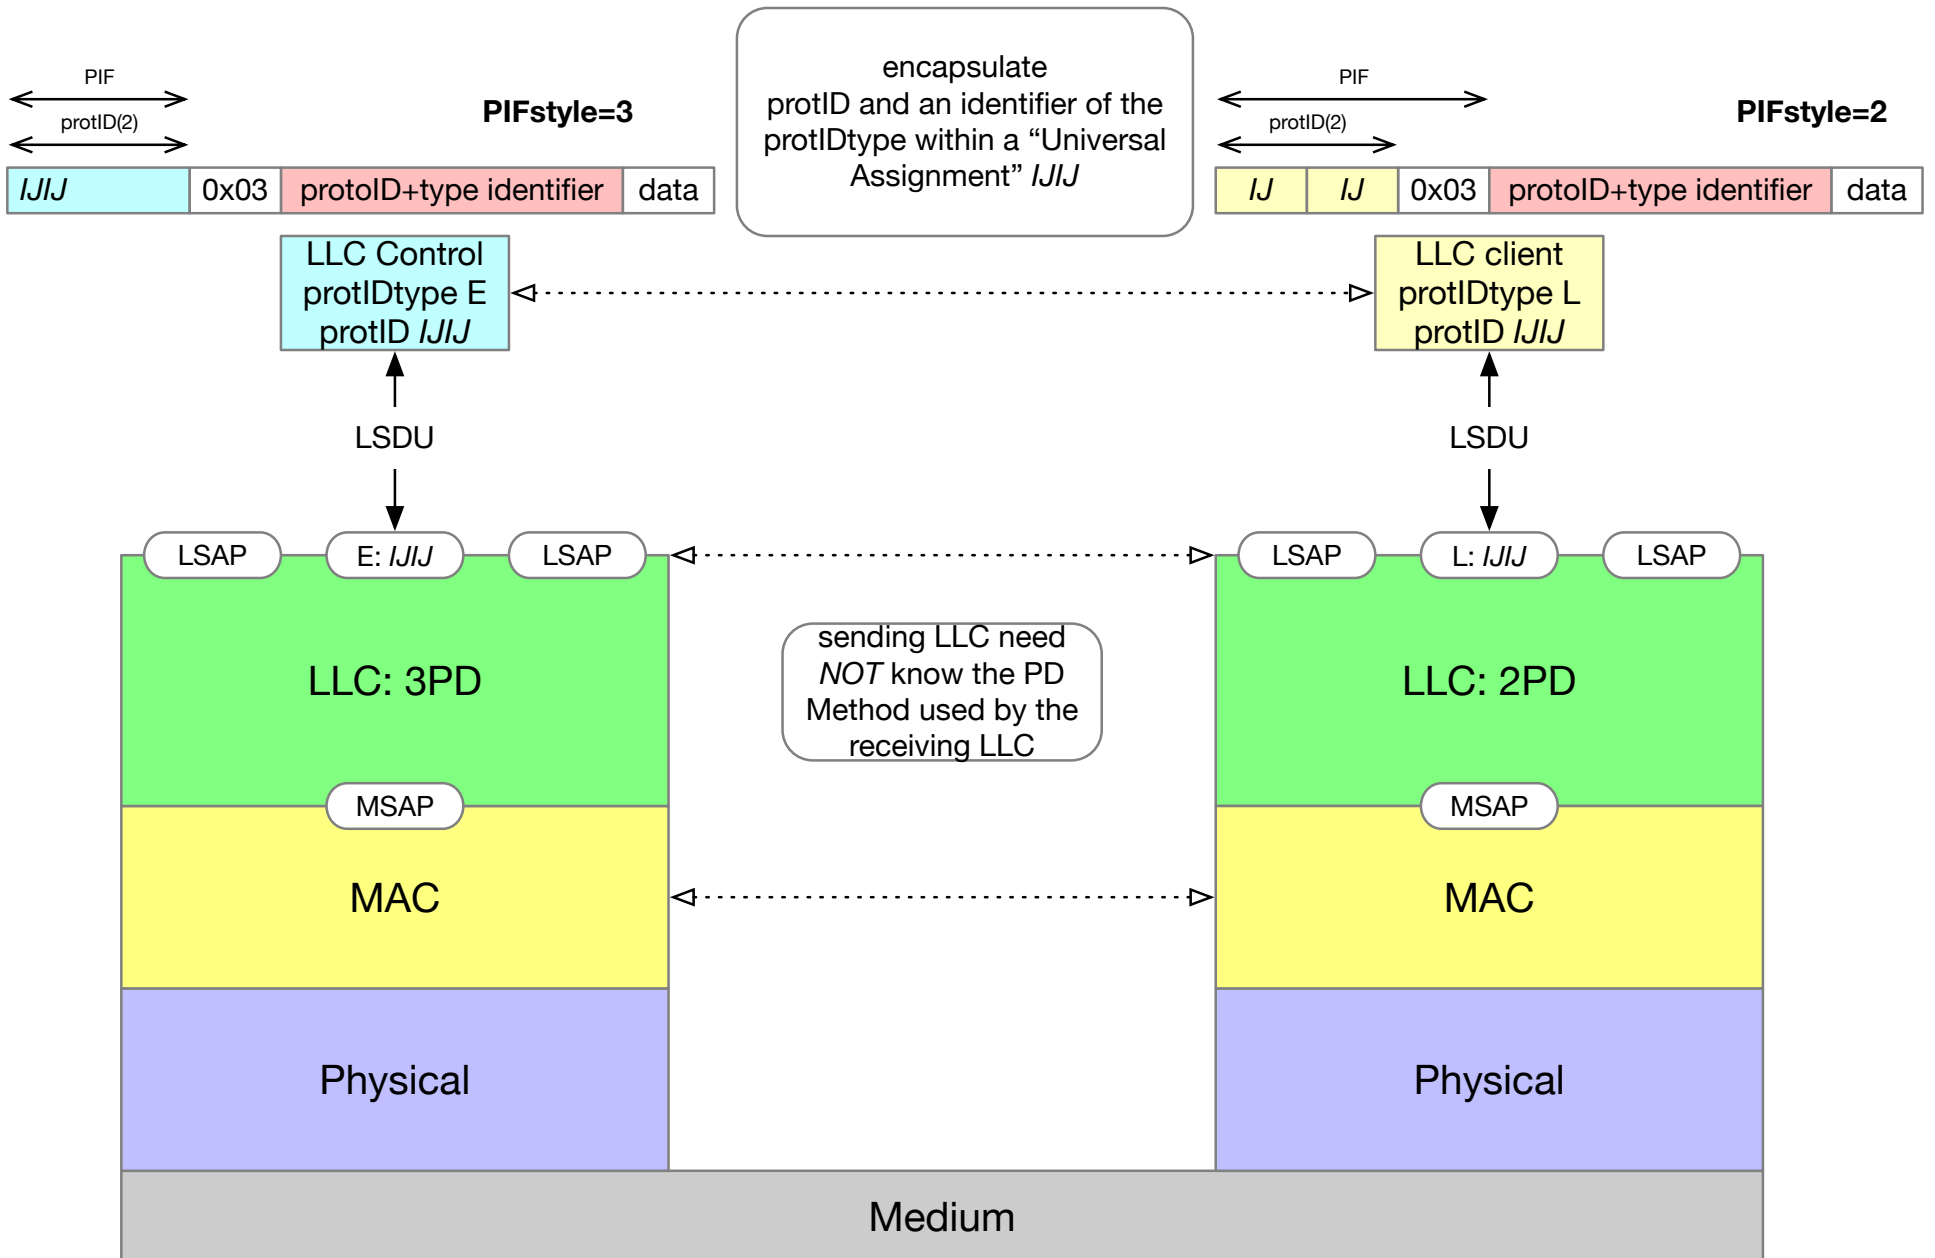 PIF
protID(2)
PIFstyle=3
IJIJ 0x03 protoID+type identifier data
encapsulate
protID and an identifier of the
protIDtype within a “Universal
Assignment” IJIJ
PIF
protID(2)
PIFstyle=2
IJ IJ 0x03 protoID+type identifier data
LLC Control
protIDtype E
protID IJIJ
LLC client
protIDtype L
protID IJIJ
LSDU
LSDU
LSAP E: IJIJ LSAP
LSAP L: IJIJ LSAP
LLC: 3PD
sending LLC need
NOT know the PD
Method used by the
receiving LLC
LLC: 2PD
MSAP
MSAP
MAC
MAC
Physical
Physical
Medium